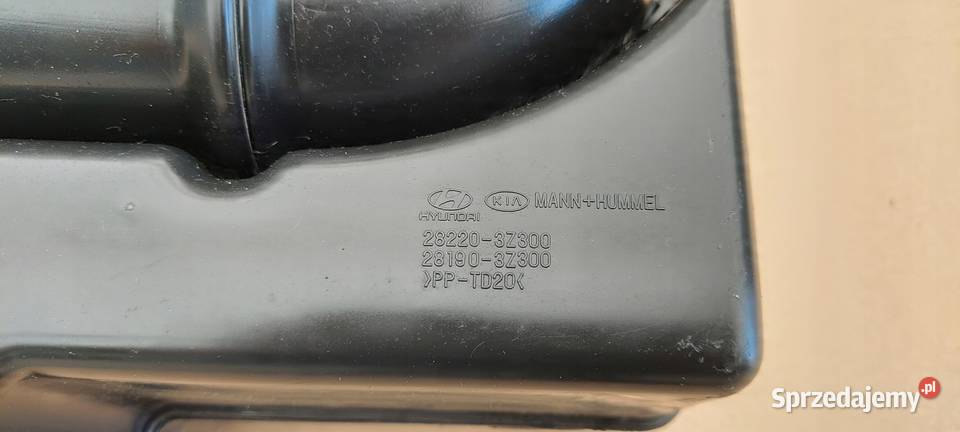 HYUNDAI KIA MANN+HUMMEL
28220-3Z300
28190-3Z300
>PP-TD20<
Sprzedajemy.pl